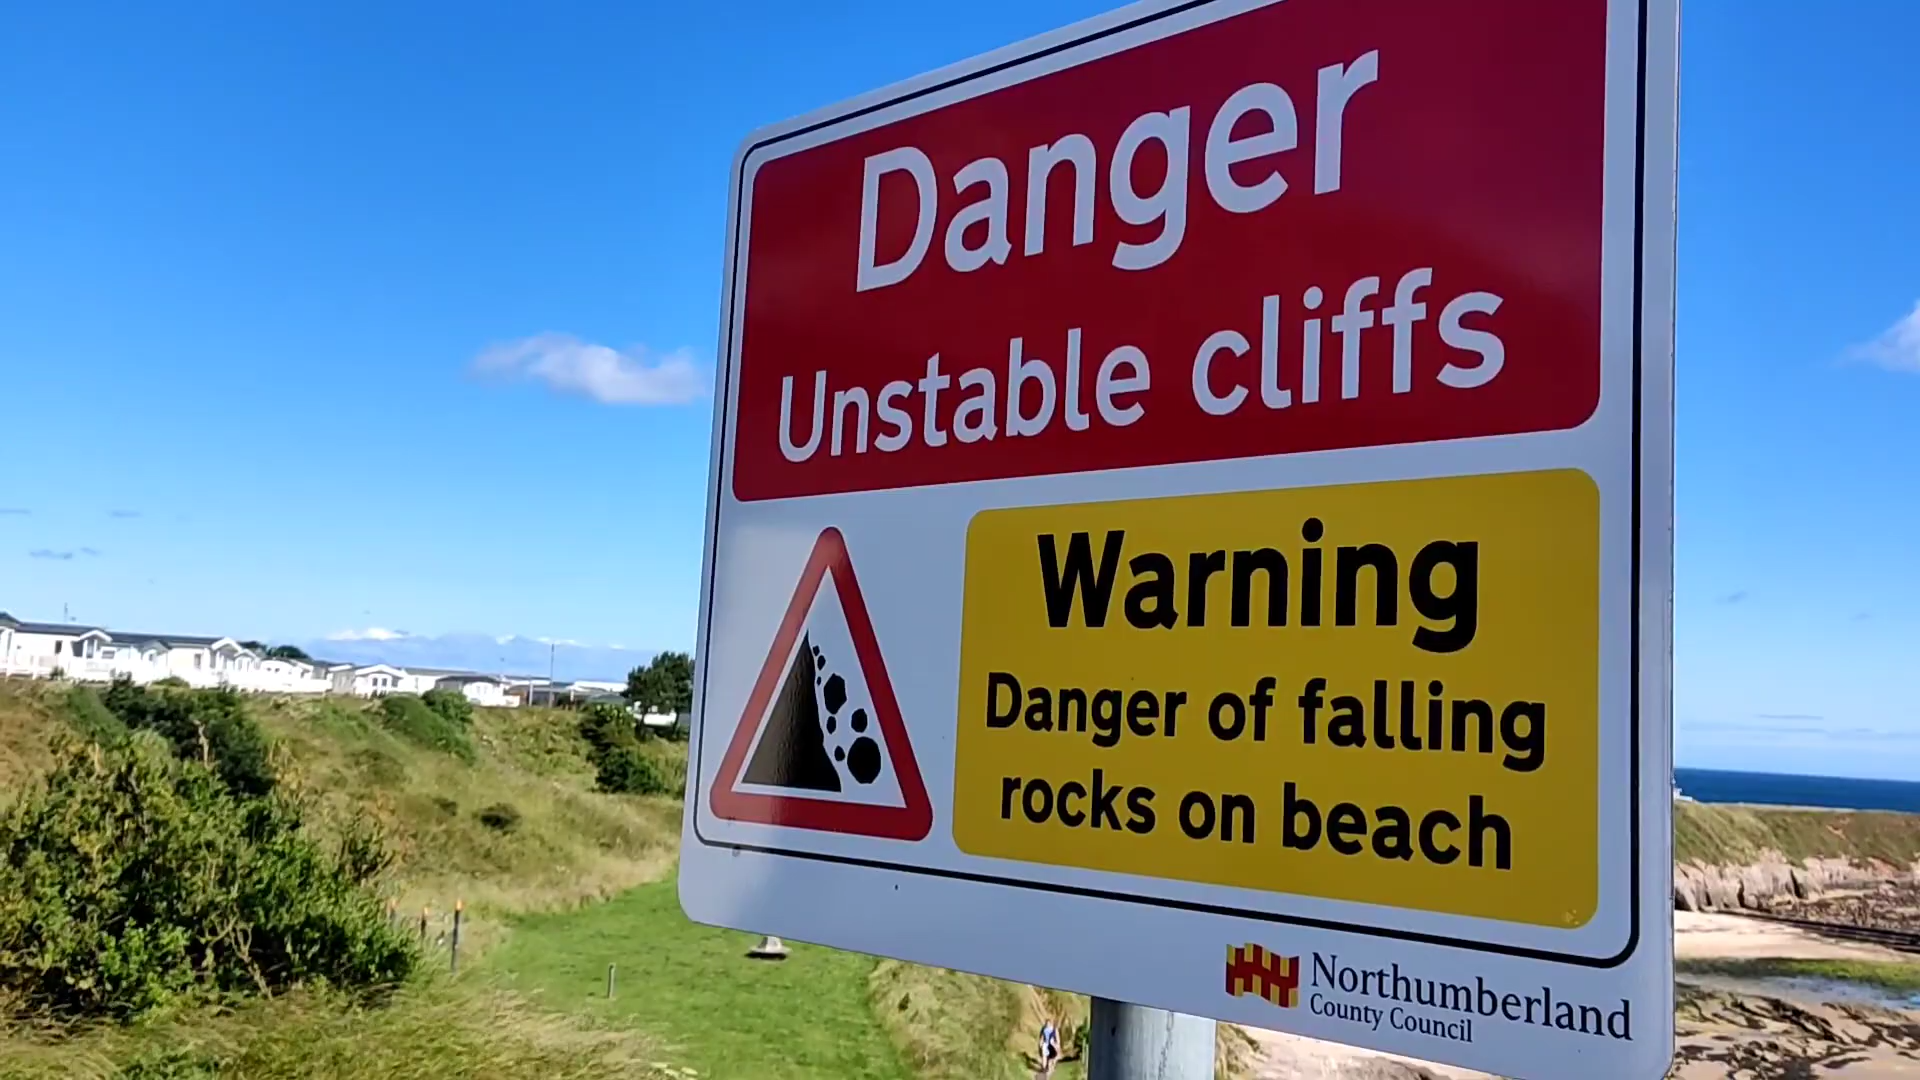 Danger
Unstable cliffs
Warning
Danger of falling
rocks on beach
Northumberland
County Council